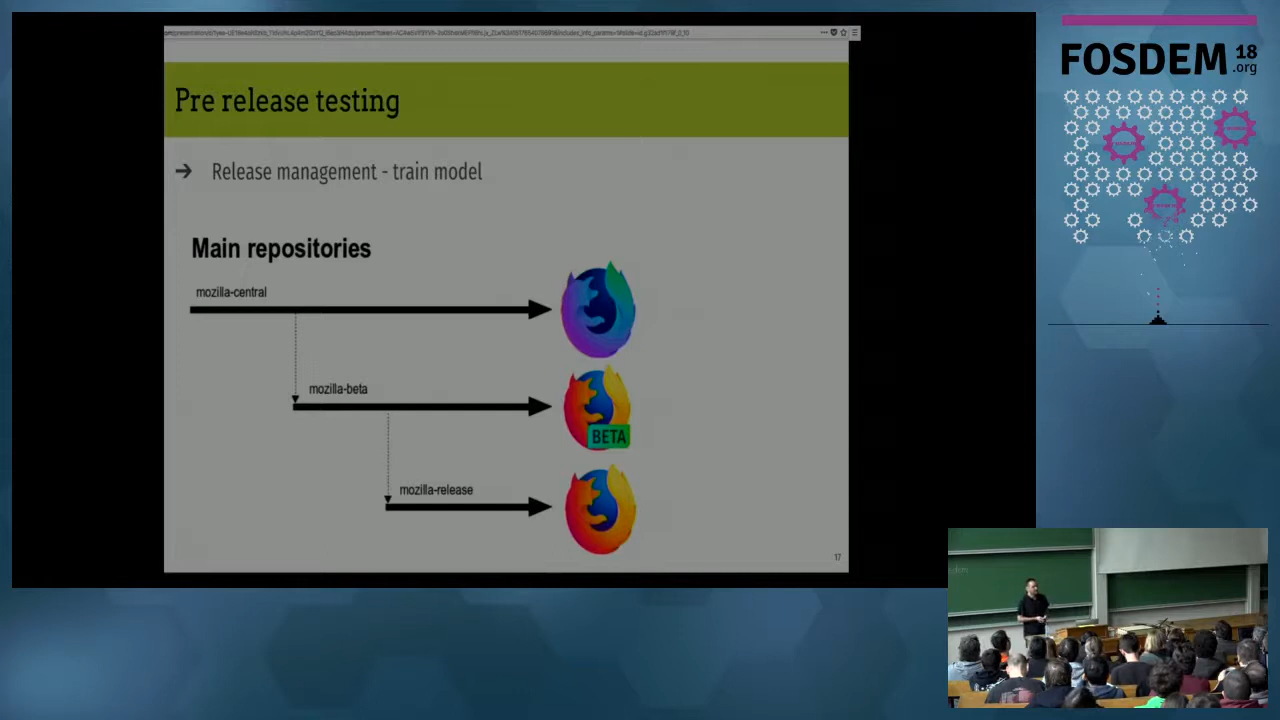 Pre release testing
➔ Release management - train model
Main repositories
mozilla-central
mozilla-beta
BETA
mozilla-release
17
FOSDEM 18
.org